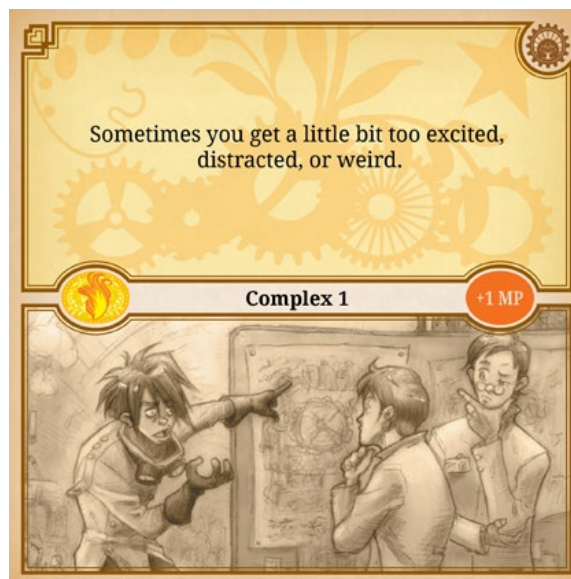 Sometimes you get a little bit too excited,
distracted, or weird.
Complex 1
+1 MP